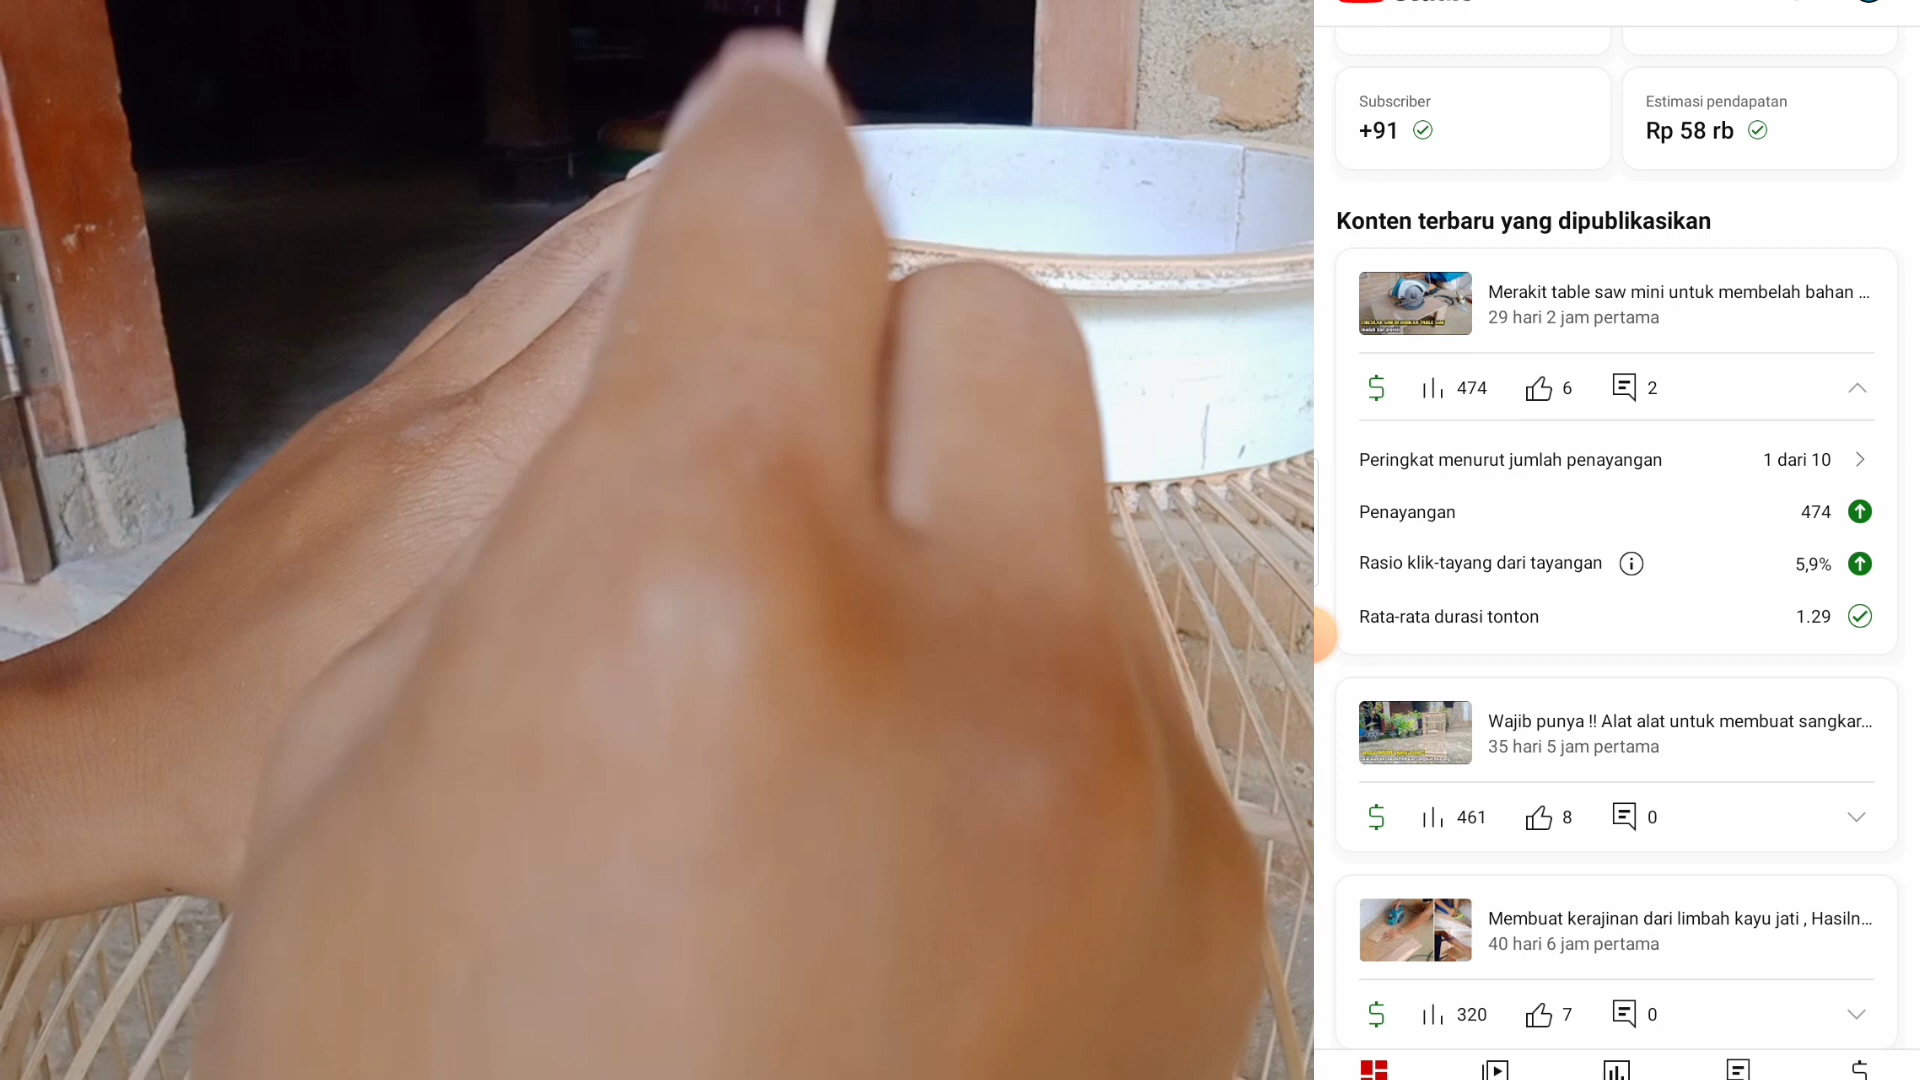 Subscriber
+91
Estimasi pendapatan
Rp 58 rb
Konten terbaru yang dipublikasikan
Merakit table saw mini untuk membelah bahan ...
29 hari 2 jam pertama
474 6 2
Peringkat menurut jumlah penayangan 1 dari 10
Penayangan 474
Rasio klik-tayang dari tayangan 5,9%
Rata-rata durasi tonton 1.29
Wajib punya !! Alat alat untuk membuat sangkar...
35 hari 5 jam pertama
461 8 0
Membuat kerajinan dari limbah kayu jati , Hasiln...
40 hari 6 jam pertama
320 7 0